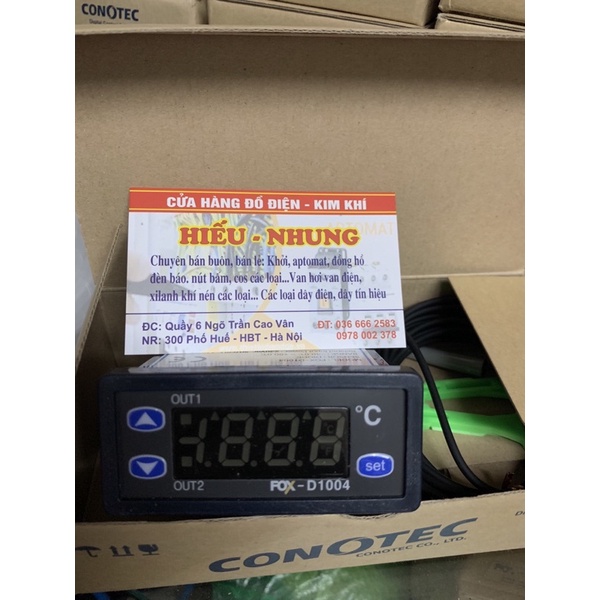 CONOTEC
CỬA HÀNG ĐỒ ĐIỆN - KIM KHÍ
HIẾU - NHUNG
Chuyên bán buôn, bán lẻ: Khởi, aptomat, đồng hồ
đèn báo, nút bấm, cos các loại...Van hơi van điện,
xilanh khí nén các loại... Các loại dây điện, dây tín hiệu
ĐC: Quầy 6 Ngõ Trần Cao Vân
ĐT: 036 666 2583
NR: 300 Phố Huế - HBT - Hà Nội
0978 002 378
OUT1
°C
set
OUT2
FOX-D1004
CONOTEC
CONOTEC CO., LTD.